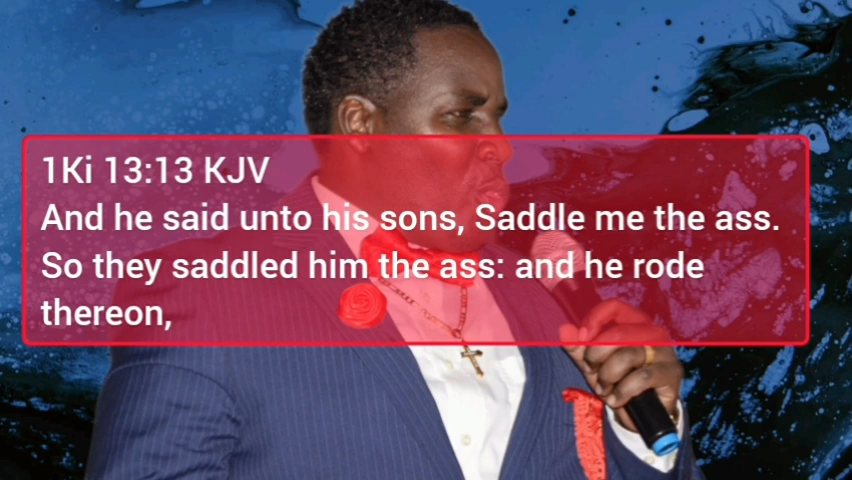 1Ki 13:13 KJV
And he said unto his sons, Saddle me the ass.
So they saddled him the ass: and he rode
thereon,